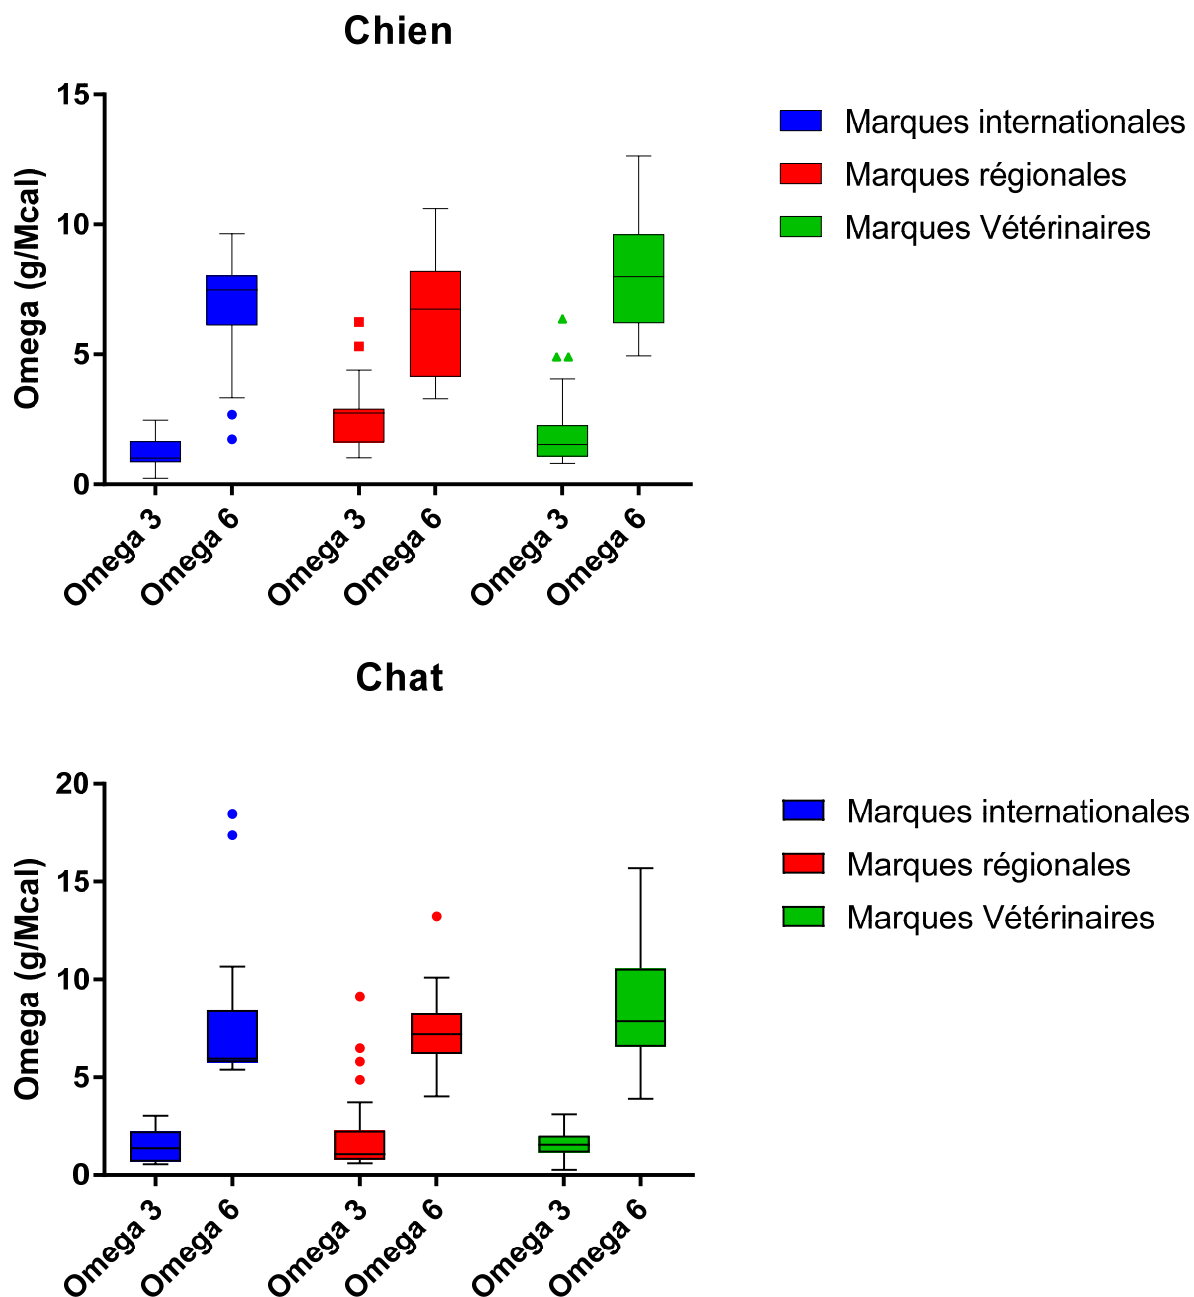 Chien
15
10
5
0
Omega (g/Mcal)
Omega 3
Omega 6
Omega 3
Omega 6
Omega 3
Omega 6
Marques internationales
Marques régionales
Marques Vétérinaires
Chat
20
15
10
5
0
Omega (g/Mcal)
Omega 3
Omega 6
Omega 3
Omega 6
Omega 3
Omega 6
Marques internationales
Marques régionales
Marques Vétérinaires